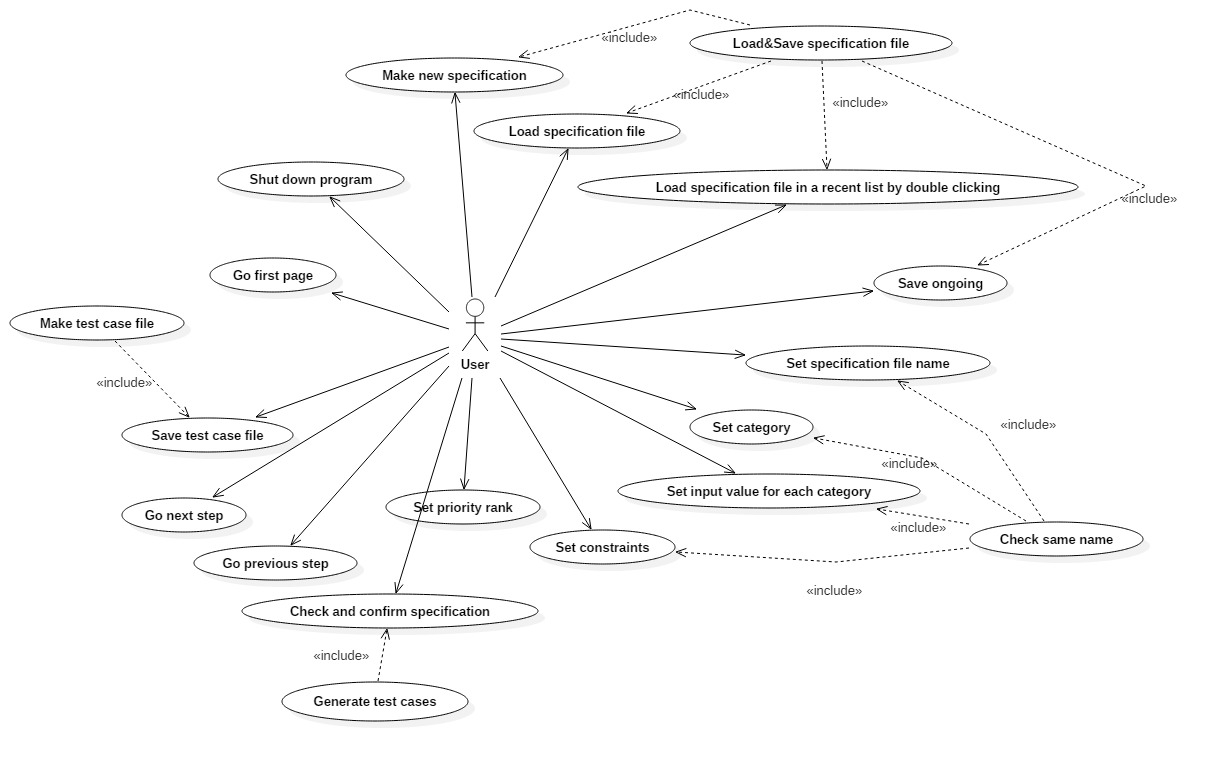 «include»
Load&Save specification file
Make new specification
«include»
«include»
Load specification file
Shut down program
Load specification file in a recent list by double clicking
«include»
Go first page
Save ongoing
Make test case file
User
Set specification file name
«include»
Set category
«include»
Save test case file
«include»
Set input value for each category
Set priority rank
Go next step
«include»
Check same name
Set constraints
Go previous step
«include»
Check and confirm specification
«include»
Generate test cases